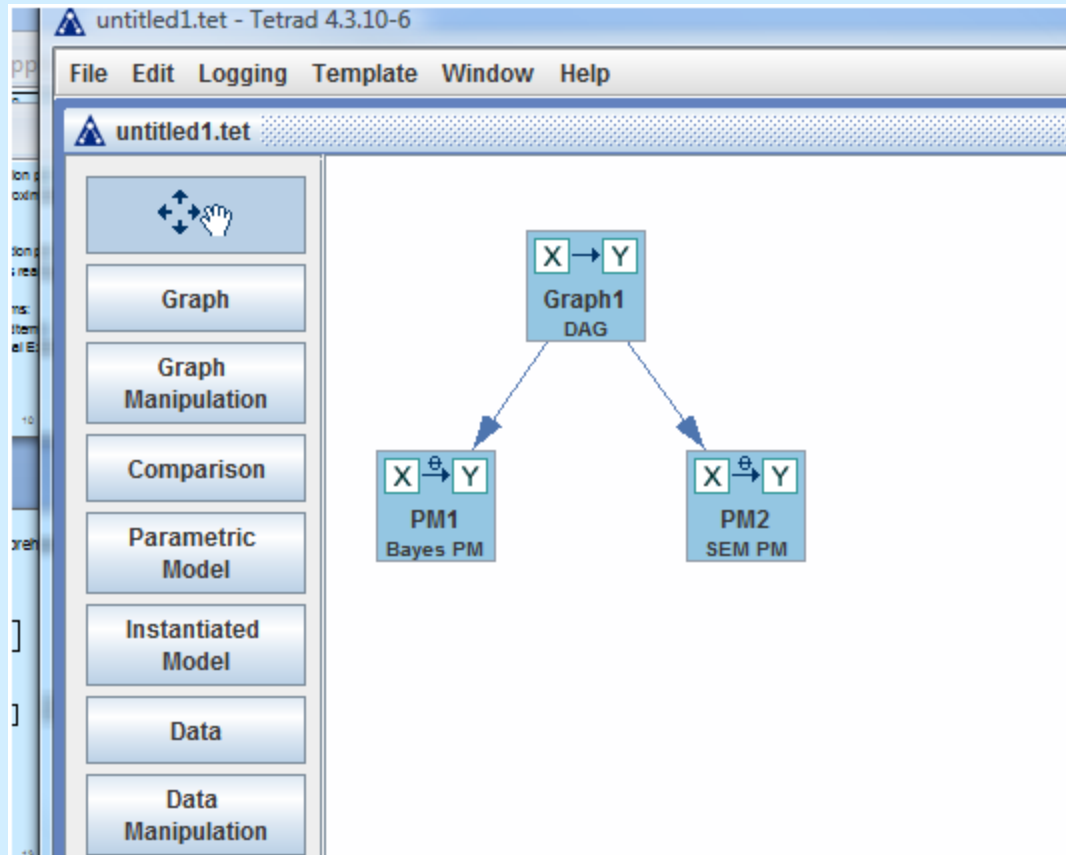 untitled1.tet - Tetrad 4.3.10-6
File Edit Logging Template Window Help
untitled1.tet
Graph
Graph
Manipulation
Comparison
Parametric
Model
Instantiated
Model
Data
Data
Manipulation
X Y
Graph1
DAG
X θ Y
PM1
Bayes PM
X θ Y
PM2
SEM PM